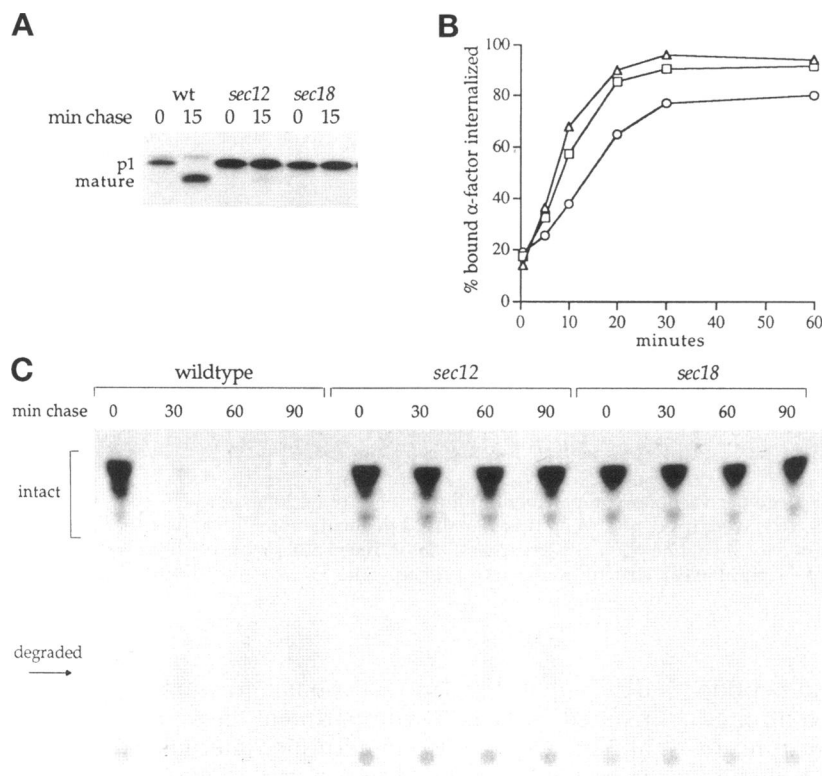 A
wt sec12 sec18
min chase 0 15 0 15 0 15
p1
mature
B
% bound α-factor internalized
100
80
60
40
20
0
0 10 20 30 40 50 60
minutes
C
wildtype sec12 sec18
min chase 0 30 60 90 0 30 60 90 0 30 60 90
intact
degraded